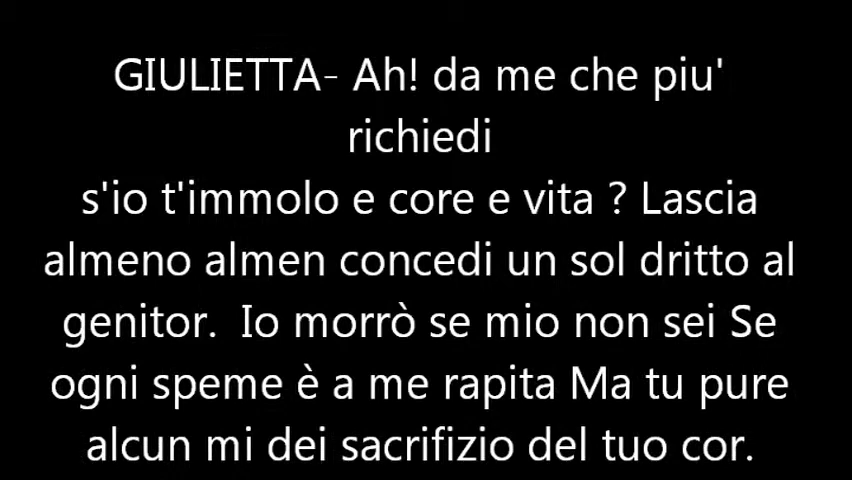 GIULIETTA- Ah! da me che piu'
richiedi
s'io t'immolo e core e vita ? Lascia
almeno almen concedi un sol dritto al
genitor.  Io morrò se mio non sei Se
ogni speme è a me rapita Ma tu pure
alcun mi dei sacrifizio del tuo cor.